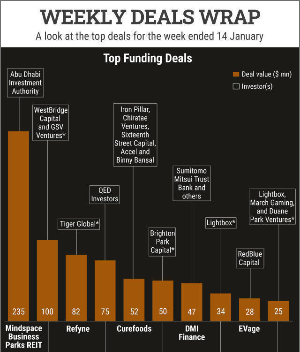 WEEKLY DEALS WRAP
A look at the top deals for the week ended 14 January
Top Funding Deals
Deal value ($ mn)
Investor(s)
Abu Dhabi
Investment
Authority
WestBridge
Capital
and GSV
Ventures*
Tiger Global*
QED
Investors
Iron Pillar,
Chiratae
Ventures,
Sixteenth
Street Capital,
Accel and
Binny Bansal
Brighton
Park
Capital*
Sumitomo
Mitsui Trust
Bank and
others
Lightbox*
RedBlue
Capital
Lightbox,
March Gaming,
and Duane
Park Ventures*
235
100
82
75
52
50
47
34
28
25
Mindspace
Business
Parks REIT
Refyne
Curefoods
DMI
Finance
EVage